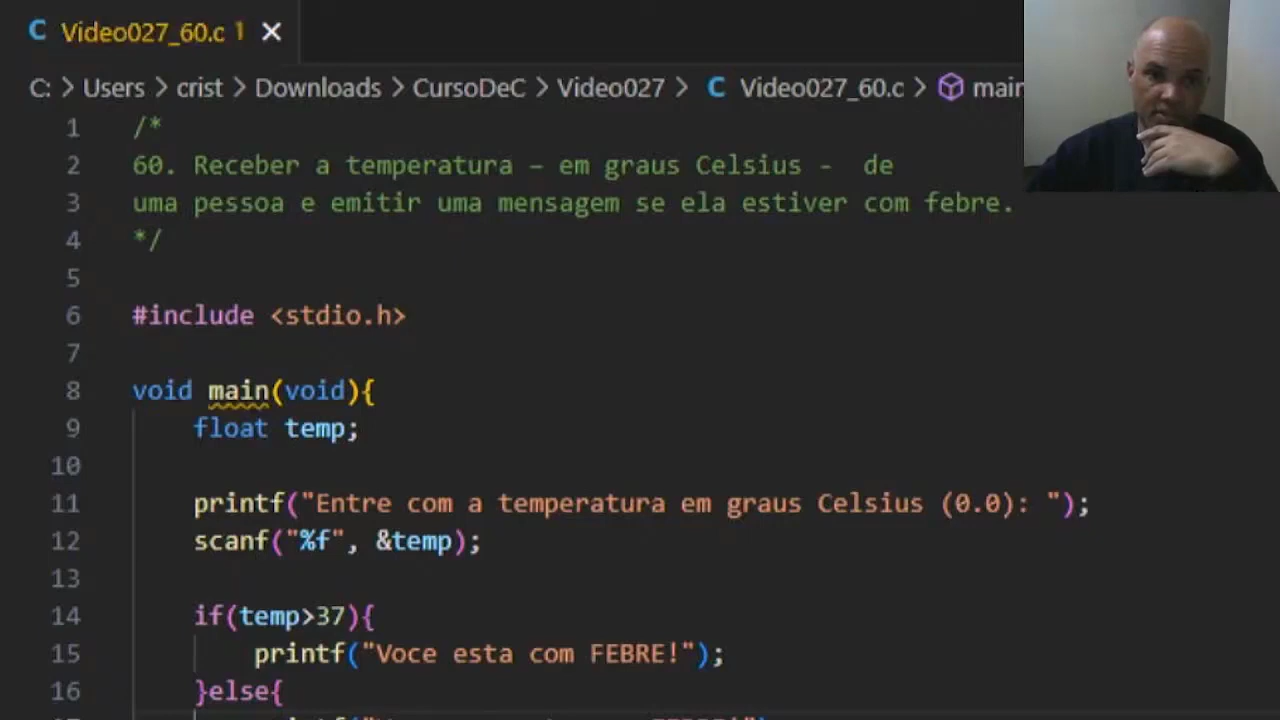 Video027_60.c 1 ✕
C: > Users > crist > Downloads > CursoDeC > Video027 > C Video027_60.c > main
1 /*
2 60. Receber a temperatura – em graus Celsius - de
3 uma pessoa e emitir uma mensagem se ela estiver com febre.
4 */
5
6 #include <stdio.h>
7
8 void main(void){
9 float temp;
10
11 printf("Entre com a temperatura em graus Celsius (0.0): ");
12 scanf("%f", &temp);
13
14 if(temp>37){
15 printf("Voce esta com FEBRE!");
16 }else{